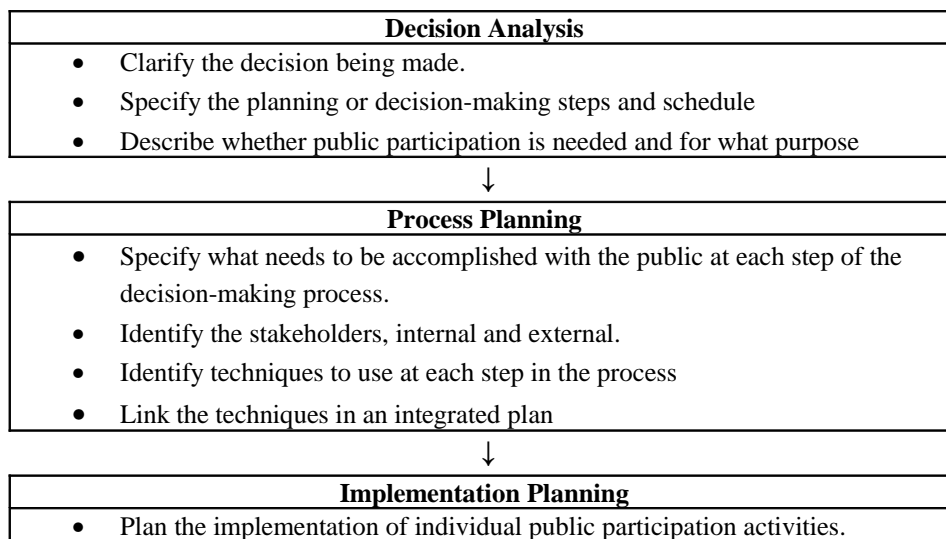 Decision Analysis
• Clarify the decision being made.
• Specify the planning or decision-making steps and schedule
• Describe whether public participation is needed and for what purpose
↓
Process Planning
• Specify what needs to be accomplished with the public at each step of the
decision-making process.
• Identify the stakeholders, internal and external.
• Identify techniques to use at each step in the process
• Link the techniques in an integrated plan
↓
Implementation Planning
• Plan the implementation of individual public participation activities.